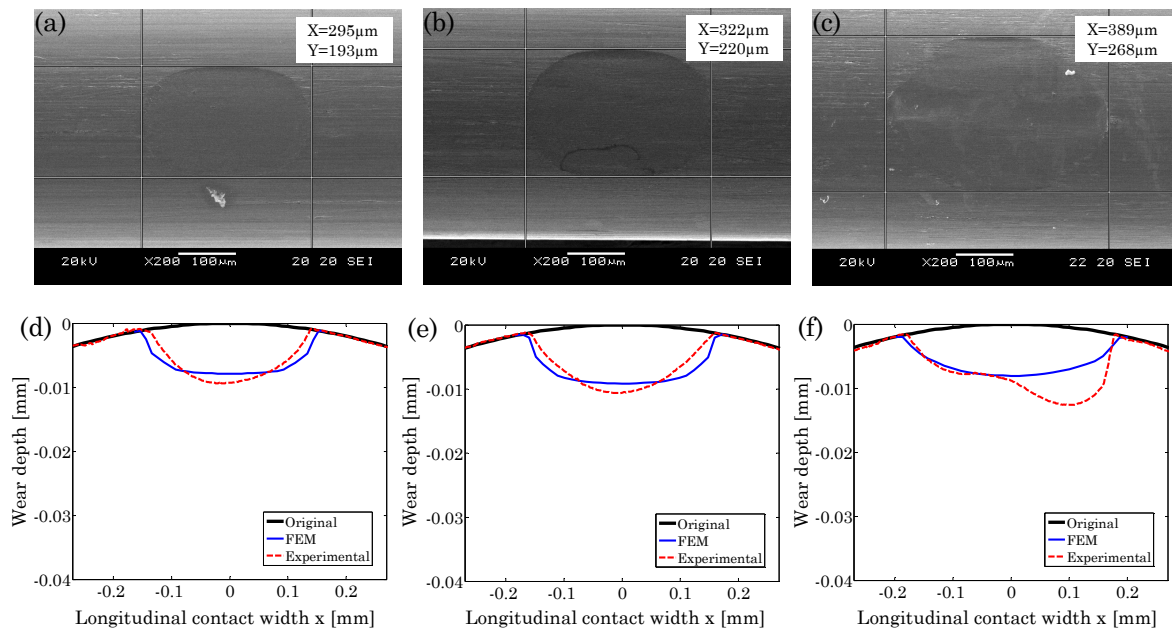 (a)
X=295µm
Y=193µm
20kV X200 100µm 20 20 SEI
(b)
X=322µm
Y=220µm
20kV X200 100µm 20 20 SEI
(c)
X=389µm
Y=268µm
20kV X200 100µm 22 20 SEI
(d)
Wear depth [mm]
0
-0.01
-0.02
-0.03
-0.04
Original
FEM
Experimental
-0.2 -0.1 0 0.1 0.2
Longitudinal contact width x [mm]
(e)
Wear depth [mm]
0
-0.01
-0.02
-0.03
-0.04
Original
FEM
Experimental
-0.2 -0.1 0 0.1 0.2
Longitudinal contact width x [mm]
(f)
Wear depth [mm]
0
-0.01
-0.02
-0.03
-0.04
Original
FEM
Experimental
-0.2 -0.1 0 0.1 0.2
Longitudinal contact width x [mm]